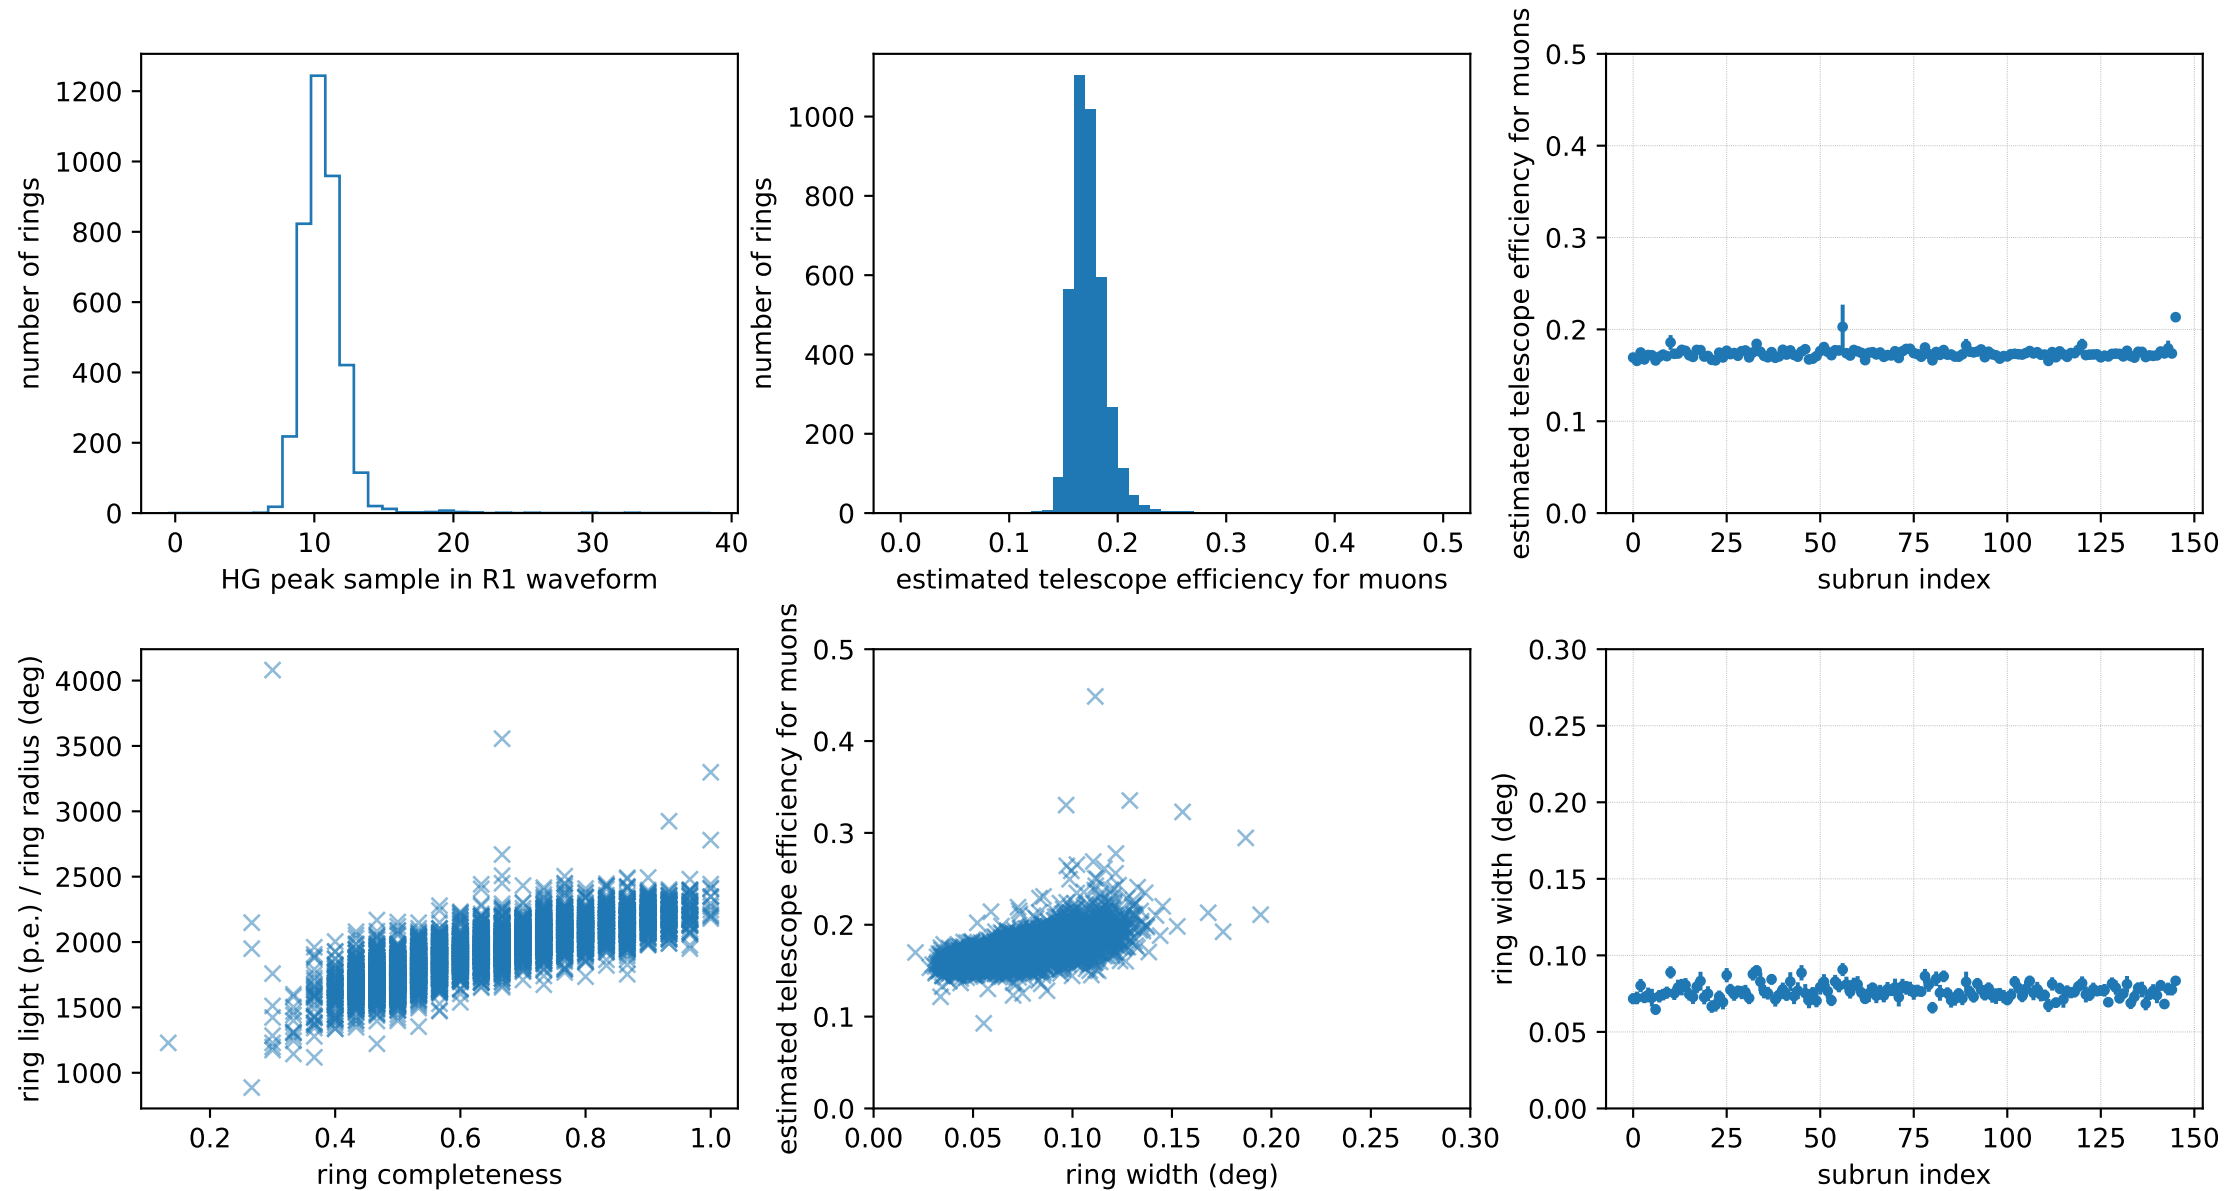 number of rings
1200
1000
800
600
400
200
0
0 10 20 30 40
HG peak sample in R1 waveform
number of rings
1000
800
600
400
200
0
0.0 0.1 0.2 0.3 0.4 0.5
estimated telescope efficiency for muons
estimated telescope efficiency for muons
0.5
0.4
0.3
0.2
0.1
0.0
0 25 50 75 100 125 150
subrun index
ring light (p.e.) / ring radius (deg)
4000
3500
3000
2500
2000
1500
1000
0.2 0.4 0.6 0.8 1.0
ring completeness
estimated telescope efficiency for muons
0.5
0.4
0.3
0.2
0.1
0.0
0.00 0.05 0.10 0.15 0.20 0.25 0.30
ring width (deg)
ring width (deg)
0.30
0.25
0.20
0.15
0.10
0.05
0.00
0 25 50 75 100 125 150
subrun index